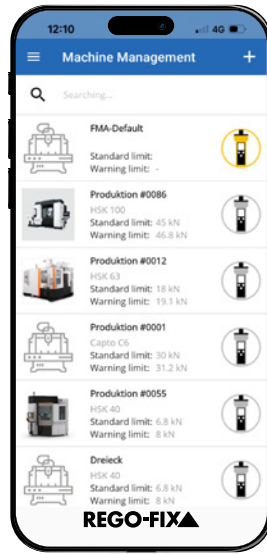 12:10
4G
Machine Management +
Searching...
FMA-Default
Standard limit:
Warning limit: -
Produktion #0086
HSK 100
Standard limit: 45 kN
Warning limit: 46.8 kN
Produktion #0012
HSK 63
Standard limit: 18 kN
Warning limit: 19.1 kN
Produktion #0001
Capto C6
Standard limit: 30 kN
Warning limit: 31.2 kN
Produktion #0055
HSK 40
Standard limit: 6.8 kN
Warning limit: 8 kN
Dreieck
HSK 40
Standard limit: 6.8 kN
Warning limit: 8 kN
REGO-FIX